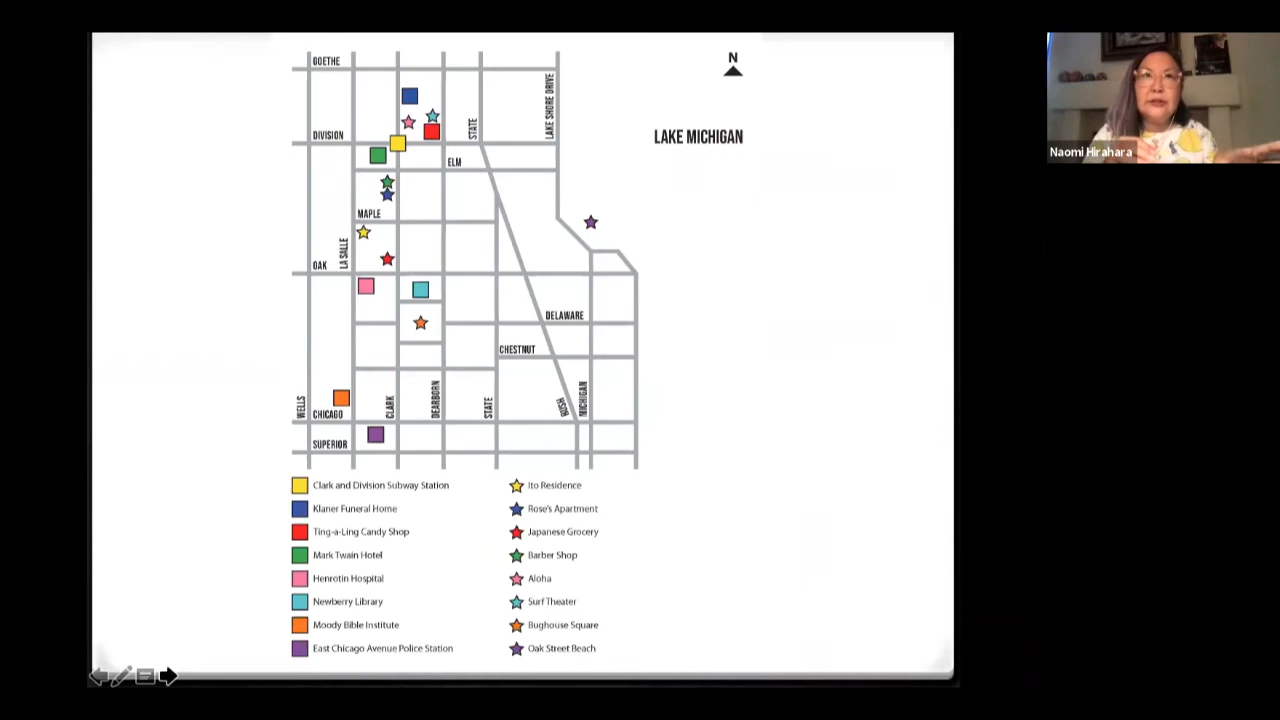 GOETHE
N
DIVISION
STATE
LAKE SHORE DRIVE
LAKE MICHIGAN
Naomi Hirahara
ELM
MAPLE
LA SALLE
OAK
DELAWARE
CHESTNUT
WELLS
CHICAGO
CLARK
DEARBORN
STATE
RUSH
MICHIGAN
SUPERIOR
Clark and Division Subway Station
Klaner Funeral Home
Ting-a-Ling Candy Shop
Mark Twain Hotel
Henrotin Hospital
Newberry Library
Moody Bible Institute
East Chicago Avenue Police Station
Ito Residence
Rose's Apartment
Japanese Grocery
Barber Shop
Aloha
Surf Theater
Bughouse Square
Oak Street Beach